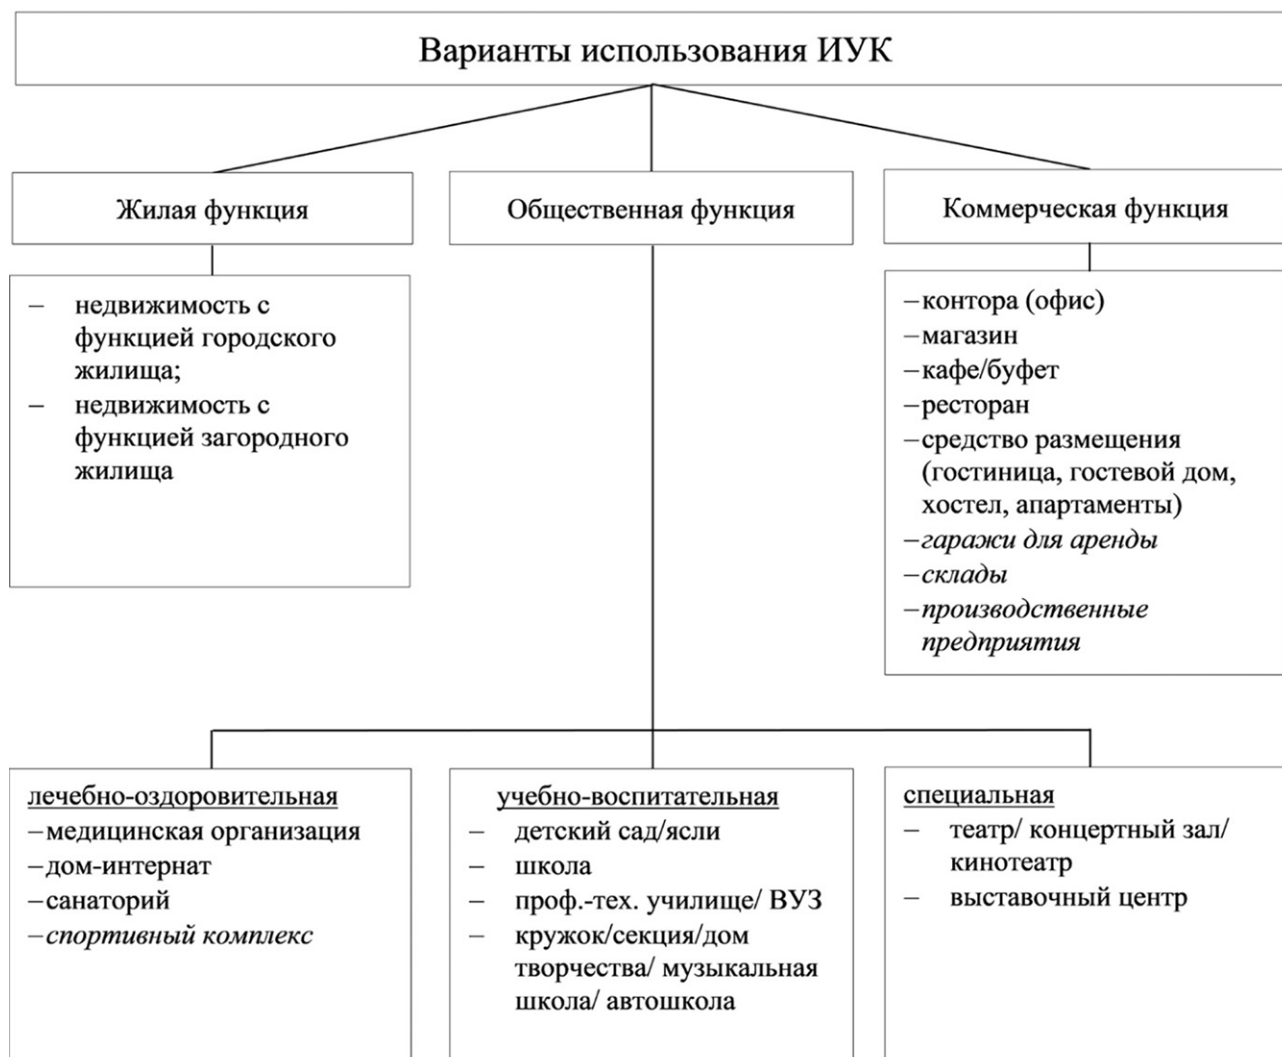 Варианты использования ИУК
Жилая функция
Общественная функция
Коммерческая функция
– недвижимость с
функцией городского
жилища;
– недвижимость с
функцией загородного
жилища
– контора (офис)
– магазин
– кафе/буфет
– ресторан
– средство размещения
(гостиница, гостевой дом,
хостел, апартаменты)
– гаражи для аренды
– склады
– производственные
предприятия
лечебно-оздоровительная
– медицинская организация
– дом-интернат
– санаторий
– спортивный комплекс
учебно-воспитательная
– детский сад/ясли
– школа
– проф.-тех. училище/ ВУЗ
– кружок/секция/дом
творчества/ музыкальная
школа/ автошкола
специальная
– театр/ концертный зал/
кинотеатр
– выставочный центр